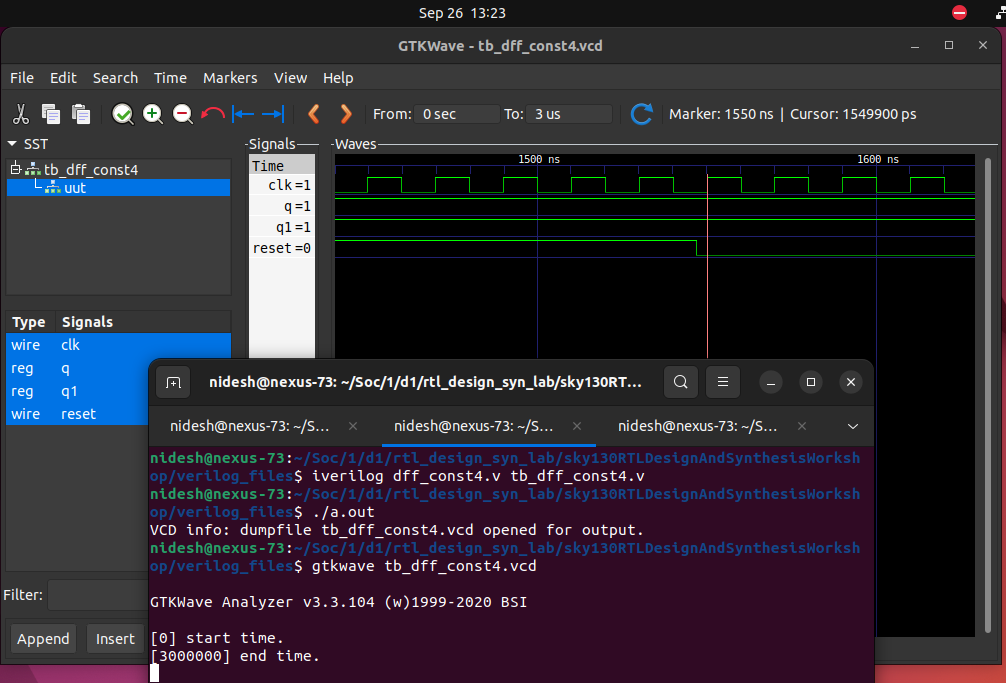 Sep 26 13:23
GTKWave - tb_dff_const4.vcd
File Edit Search Time Markers View Help
From: 0 sec To: 3 us Marker: 1550 ns | Cursor: 1549900 ps
SST
Signals
Waves
tb_dff_const4
uut
Time
clk =1
q =1
q1 =1
reset =0
1500 ns 1600 ns
Type Signals
wire clk
reg q
reg q1
wire reset
Filter:
Append Insert
nidesh@nexus-73: ~/Soc/1/d1/rtl_design_syn_lab/sky130RT...
nidesh@nexus-73: ~/S... nidesh@nexus-73: ~/S... nidesh@nexus-73: ~/S...
nidesh@nexus-73:~/Soc/1/d1/rtl_design_syn_lab/sky130RTLDesignAndSynthesisWorksh
op/verilog_files$ iverilog dff_const4.v tb_dff_const4.v
nidesh@nexus-73:~/Soc/1/d1/rtl_design_syn_lab/sky130RTLDesignAndSynthesisWorksh
op/verilog_files$ ./a.out
VCD info: dumpfile tb_dff_const4.vcd opened for output.
nidesh@nexus-73:~/Soc/1/d1/rtl_design_syn_lab/sky130RTLDesignAndSynthesisWorksh
op/verilog_files$ gtkwave tb_dff_const4.vcd
GTKWave Analyzer v3.3.104 (w)1999-2020 BSI
[0] start time.
[3000000] end time.